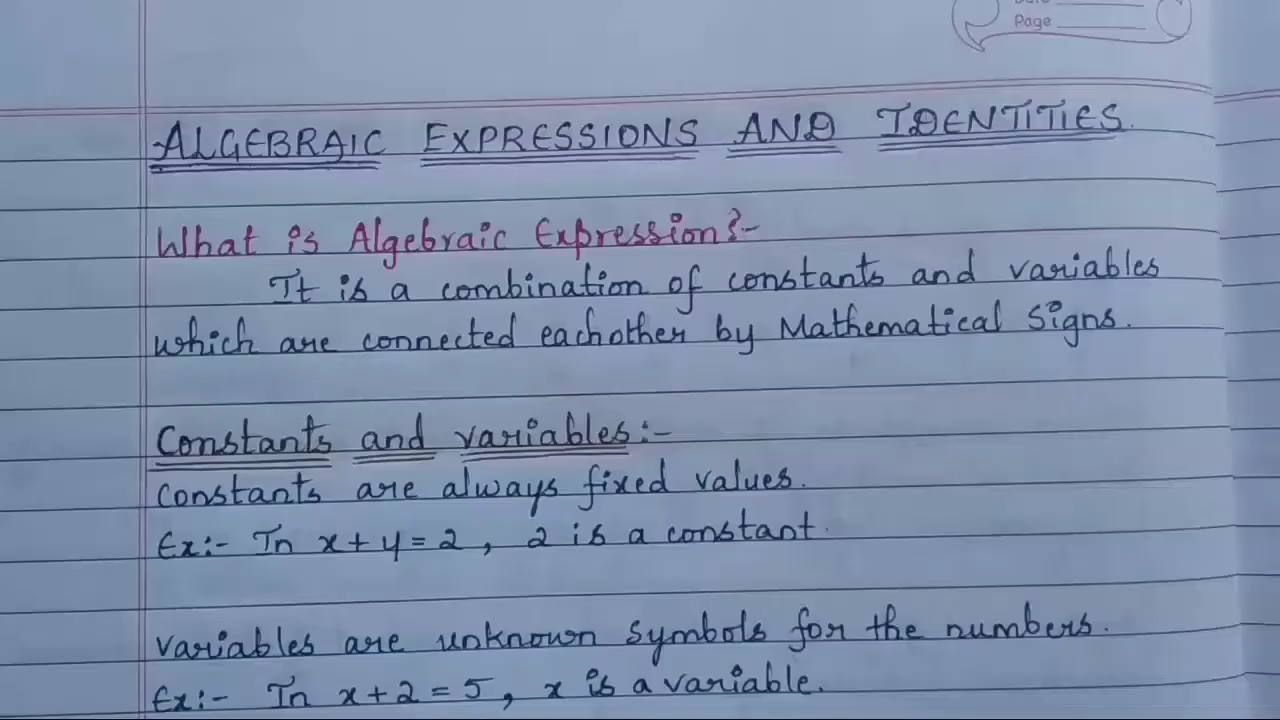 Page
ALGEBRAIC EXPRESSIONS AND IDENTITIES.
What is Algebraic Expression?-
It is a combination of constants and variables
which are connected eachother by Mathematical Signs.
Constants and variables:-
Constants are always fixed values.
Ex:- In x+y=2, 2 is a constant.
Variables are unknown symbols for the numbers.
Ex:- In x+2=5, x is a variable.